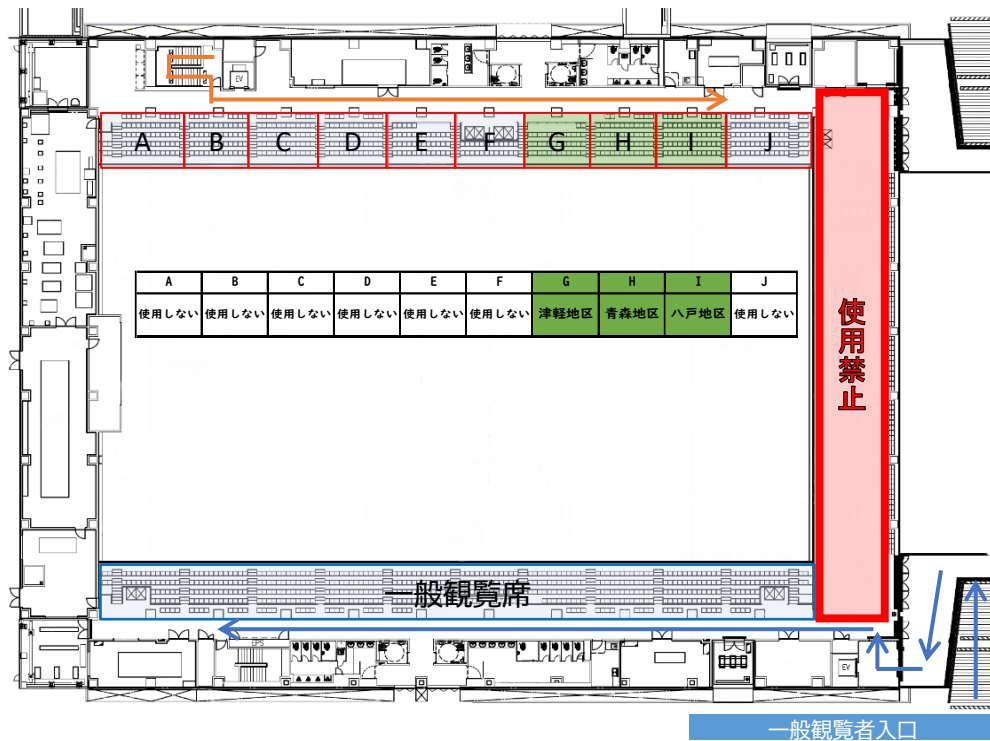 EV
A B C D E F G H I J
A B C D E F G H I J
使用しない 使用しない 使用しない 使用しない 使用しない 使用しない 津軽地区 青森地区 八戸地区 使用しない
使用禁止
一般観覧席
EV
一般観覧者入口